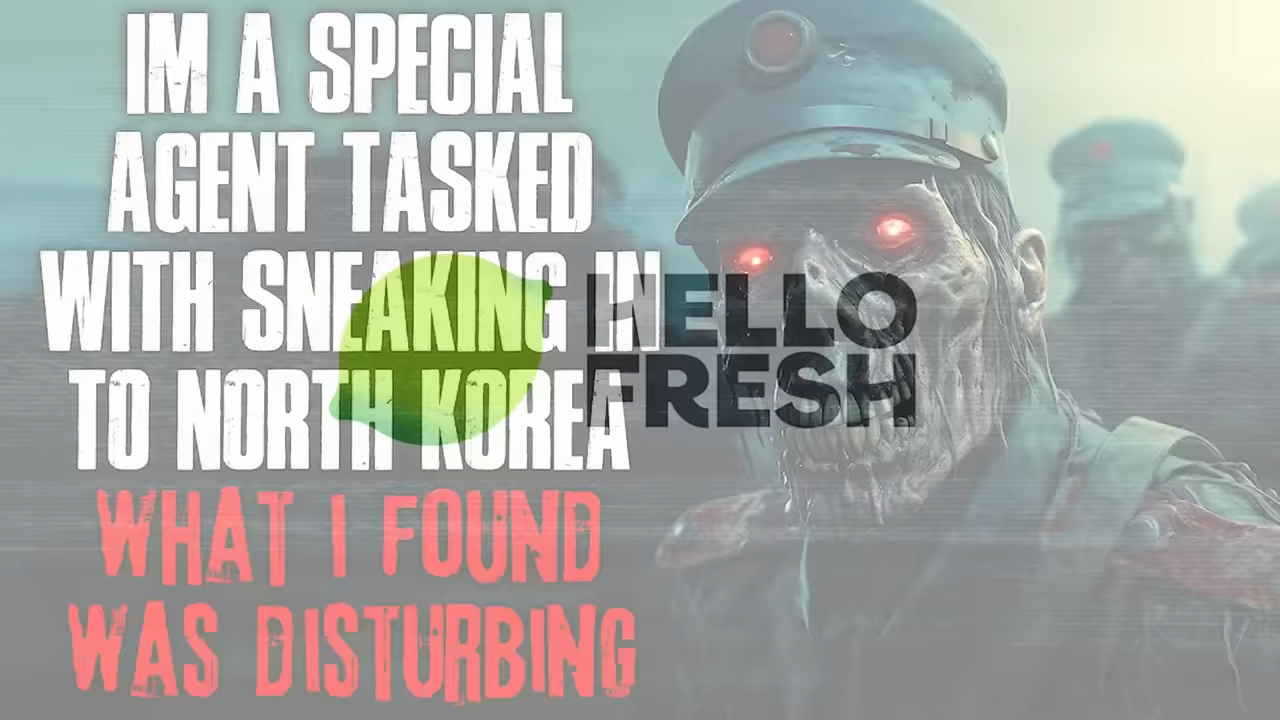 IM A SPECIAL
AGENT TASKED
WITH SNEAKING IN
TO NORTH KOREA
WHAT I FOUND
WAS DISTURBING
HELLO
FRESH